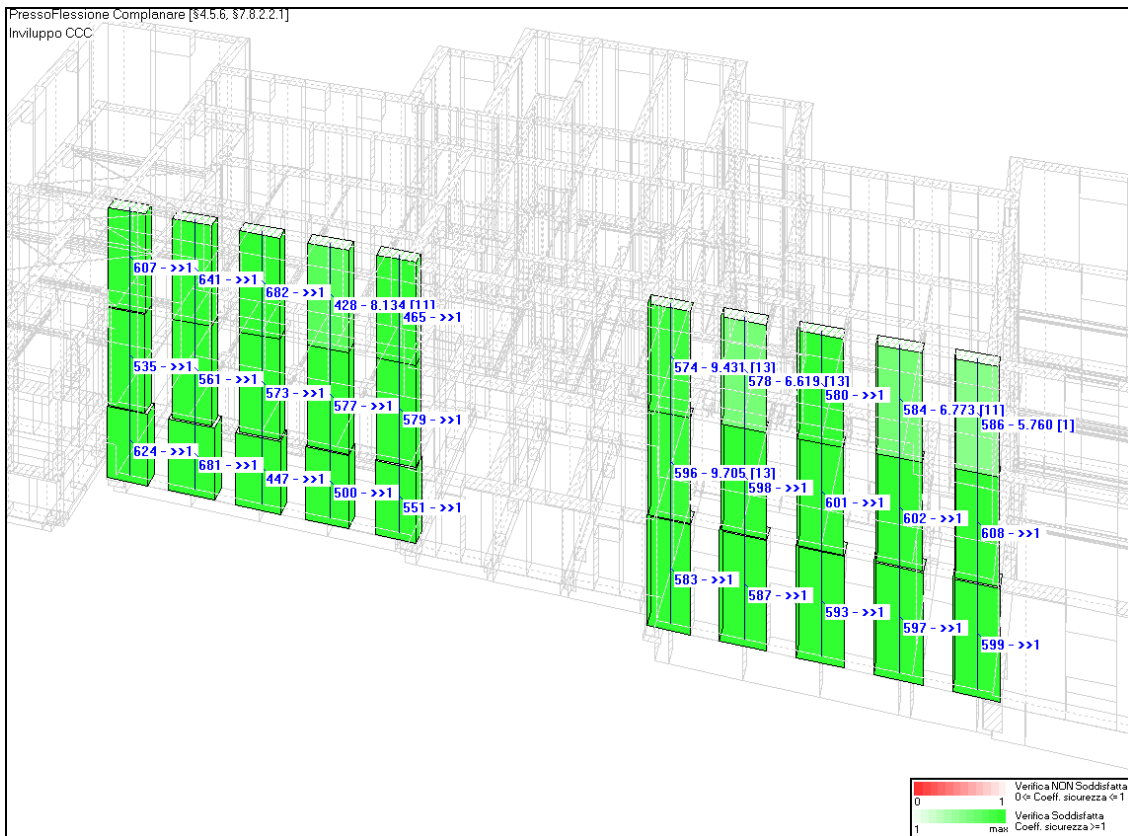 PressoFlessione Complanare [§4.5.6, §7.8.2.2.1]
Inviluppo CCC
607 - >>1
641 - >>1
682 - >>1
428 - 8.134 [11]
465 - >>1
535 - >>1
561 - >>1
573 - >>1
577 - >>1
579 - >>1
624 - >>1
681 - >>1
447 - >>1
500 - >>1
551 - >>1
574 - 9.431 [13]
578 - 6.619 [13]
580 - >>1
584 - 6.773 [11]
586 - 5.760 [1]
596 - 9.705 [13]
598 - >>1
601 - >>1
602 - >>1
608 - >>1
583 - >>1
587 - >>1
593 - >>1
597 - >>1
599 - >>1
Verifica NON Soddisfatta
0 <= Coeff. sicurezza <= 1
0 1
Verifica Soddisfatta
Coeff. sicurezza >=1
1 max